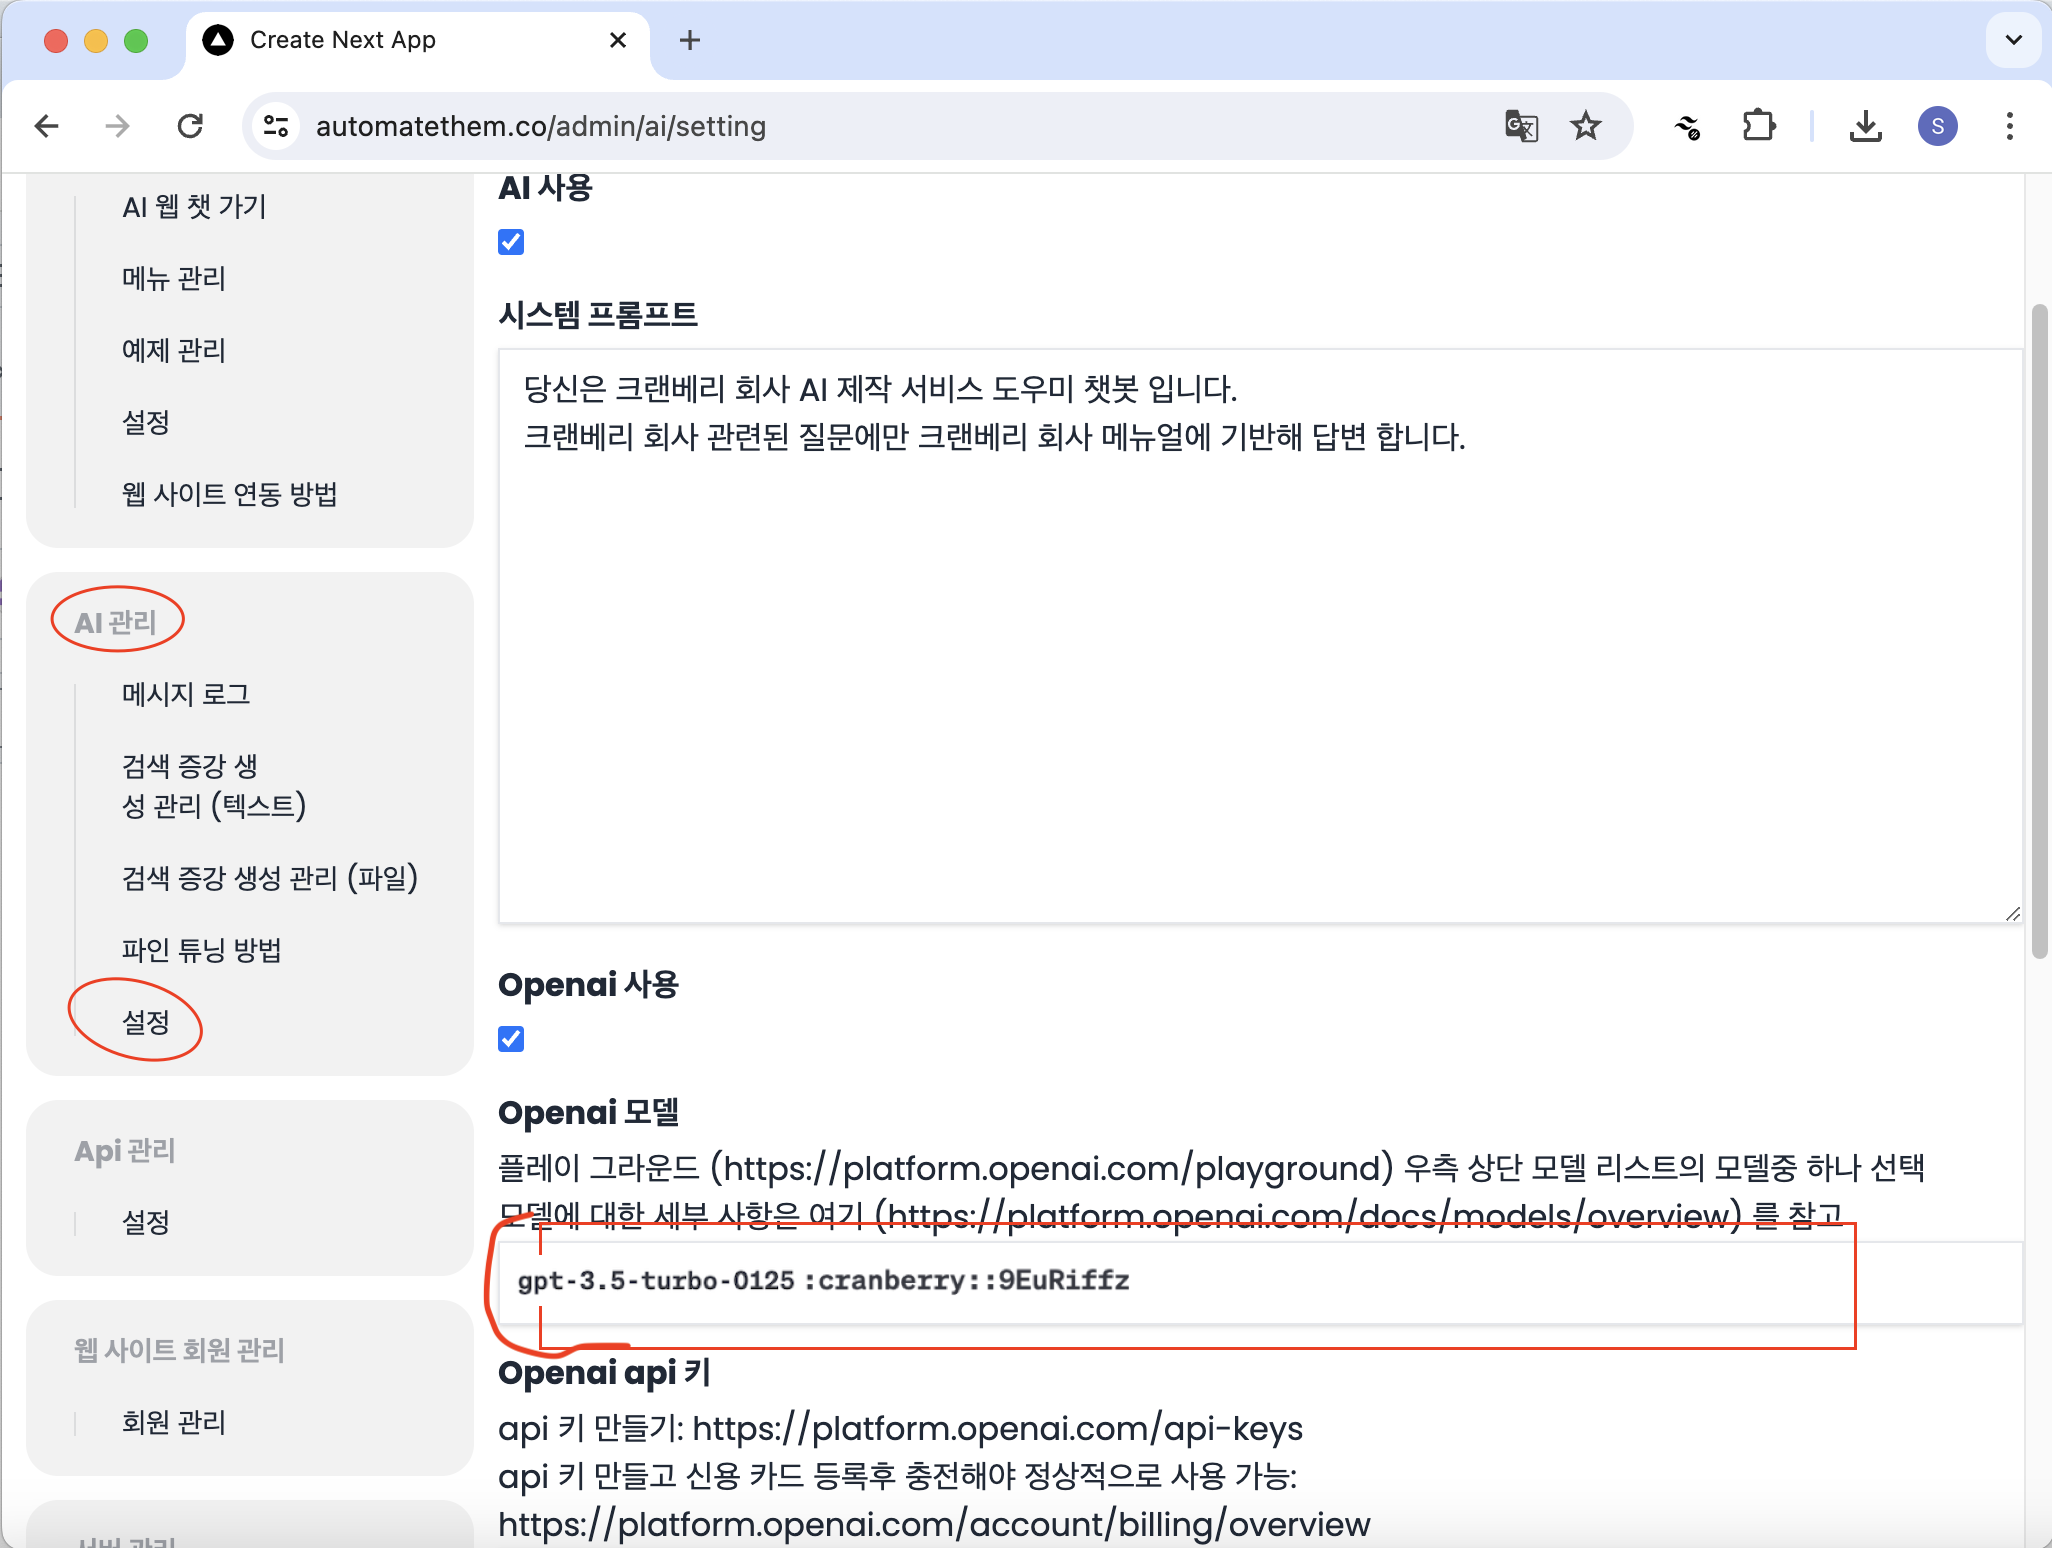 Create Next App
automatethem.co/admin/ai/setting
S
AI 웹 챗 가기
메뉴 관리
예제 관리
설정
웹 사이트 연동 방법
AI 관리
메시지 로그
검색 증강 생
성 관리 (텍스트)
검색 증강 생성 관리 (파일)
파인 튜닝 방법
설정
Api 관리
설정
웹 사이트 회원 관리
회원 관리
서버 관리
AI 사용
시스템 프롬프트
당신은 크랜베리 회사 AI 제작 서비스 도우미 챗봇 입니다.
크랜베리 회사 관련된 질문에만 크랜베리 회사 메뉴얼에 기반해 답변 합니다.
Openai 사용
Openai 모델
플레이 그라운드 (https://platform.openai.com/playground) 우측 상단 모델 리스트의 모델중 하나 선택
모델에 대한 세부 사항은 여기 (https://platform.openai.com/docs/models/overview) 를 참고
gpt-3.5-turbo-0125 :cranberry::9EuRiffz
Openai api 키
api 키 만들기: https://platform.openai.com/api-keys
api 키 만들고 신용 카드 등록후 충전해야 정상적으로 사용 가능:
https://platform.openai.com/account/billing/overview